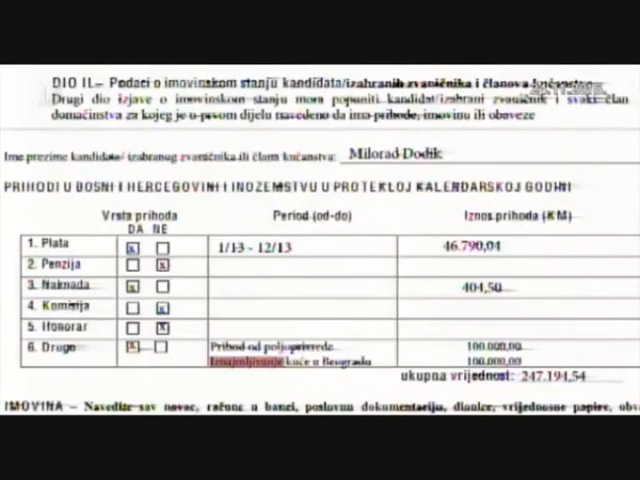 DIO II.– Podaci o imovinskom stanju kandidata/izabranih zvaničnika i članova kućanstva
Drugi dio izjave o imovinskom stanju mora popuniti kandidat/izabrani zvaničnik i svaki član
domaćinstva za kojeg je u prvom dijelu navedeno da ima prihode, imovinu ili obaveze
Ime prezime kandidata/ izabranog zvaničnika ili člana kućanstva: Milorad Dodik
PRIHODI U BOSNI I HERCEGOVINI I INOZEMSTVU U PROTEKLOJ KALENDARSKOJ GODINI
Vrsta prihoda Period (od-do) Iznos prihoda (KM)
DA NE
1. Plata x 1/13 - 12/13 46.790,04
2. Penzija x
3. Naknada x 404,50
4. Komisija x
5. Honorar x
6. Drugo x Prihod od poljoprivrede 100.000,00
Iznajmljivanje kuće u Beogradu 100.000,00
ukupna vrijednost: 247.194,54
IMOVINA – Navedite sav novac, račune u banci, poslovnu dokumentaciju, dionice, vrijednosne papire, obv